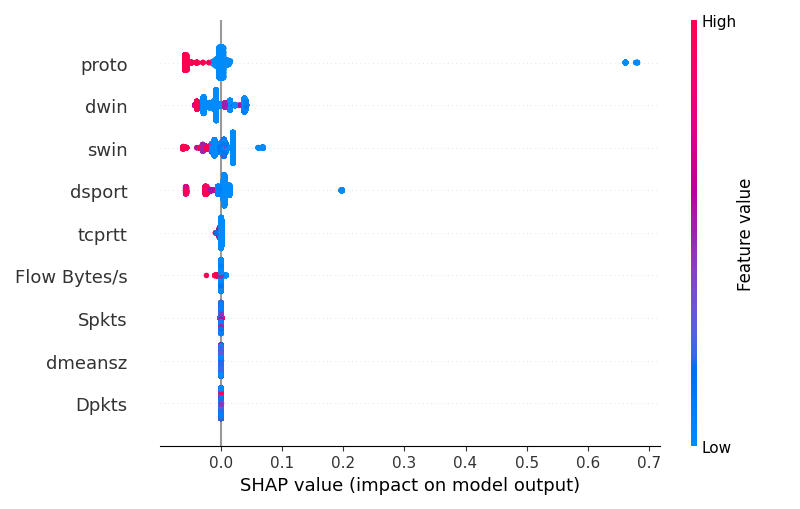 High
proto
dwin
swin
dsport
tcprtt
Flow Bytes/s
Spkts
dmeansz
Dpkts
Feature value
Low
0.0 0.1 0.2 0.3 0.4 0.5 0.6 0.7
SHAP value (impact on model output)